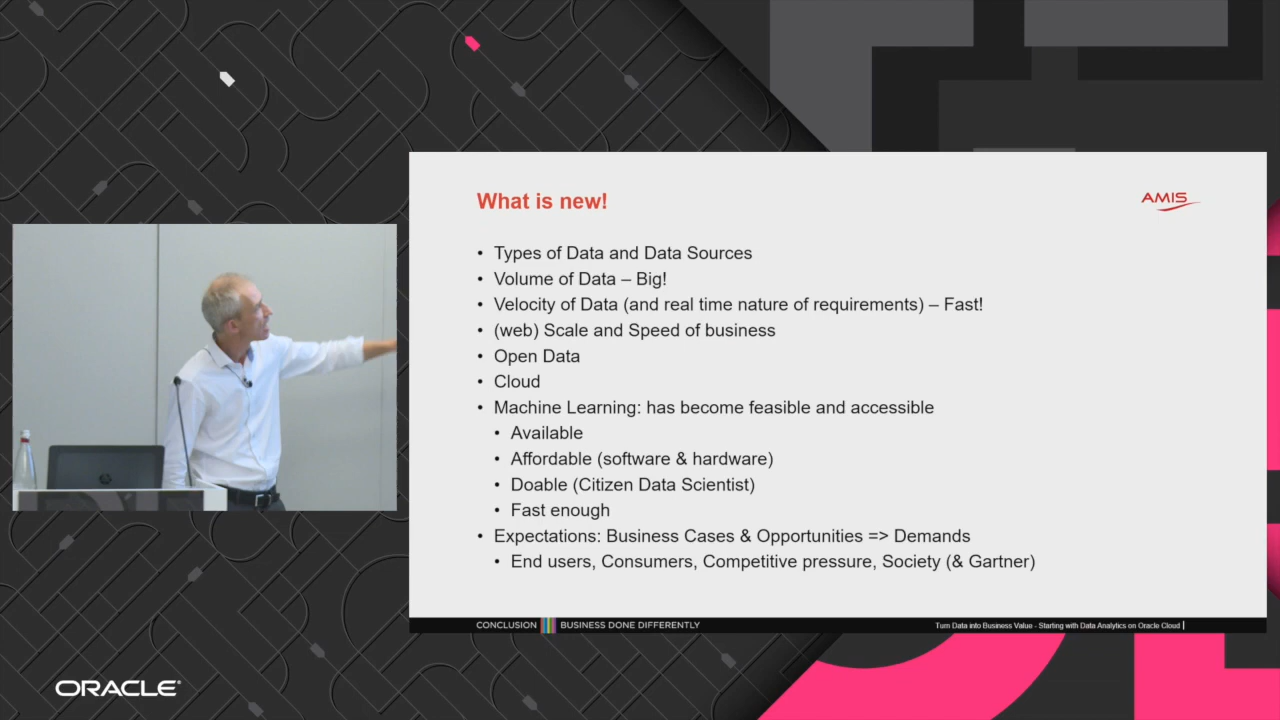 What is new!
AMIS
• Types of Data and Data Sources
• Volume of Data – Big!
• Velocity of Data (and real time nature of requirements) – Fast!
• (web) Scale and Speed of business
• Open Data
• Cloud
• Machine Learning: has become feasible and accessible
• Available
• Affordable (software & hardware)
• Doable (Citizen Data Scientist)
• Fast enough
• Expectations: Business Cases & Opportunities => Demands
• End users, Consumers, Competitive pressure, Society (& Gartner)
CONCLUSION BUSINESS DONE DIFFERENTLY
Turn Data into Business Value - Starting with Data Analytics on Oracle Cloud |
ORACLE®